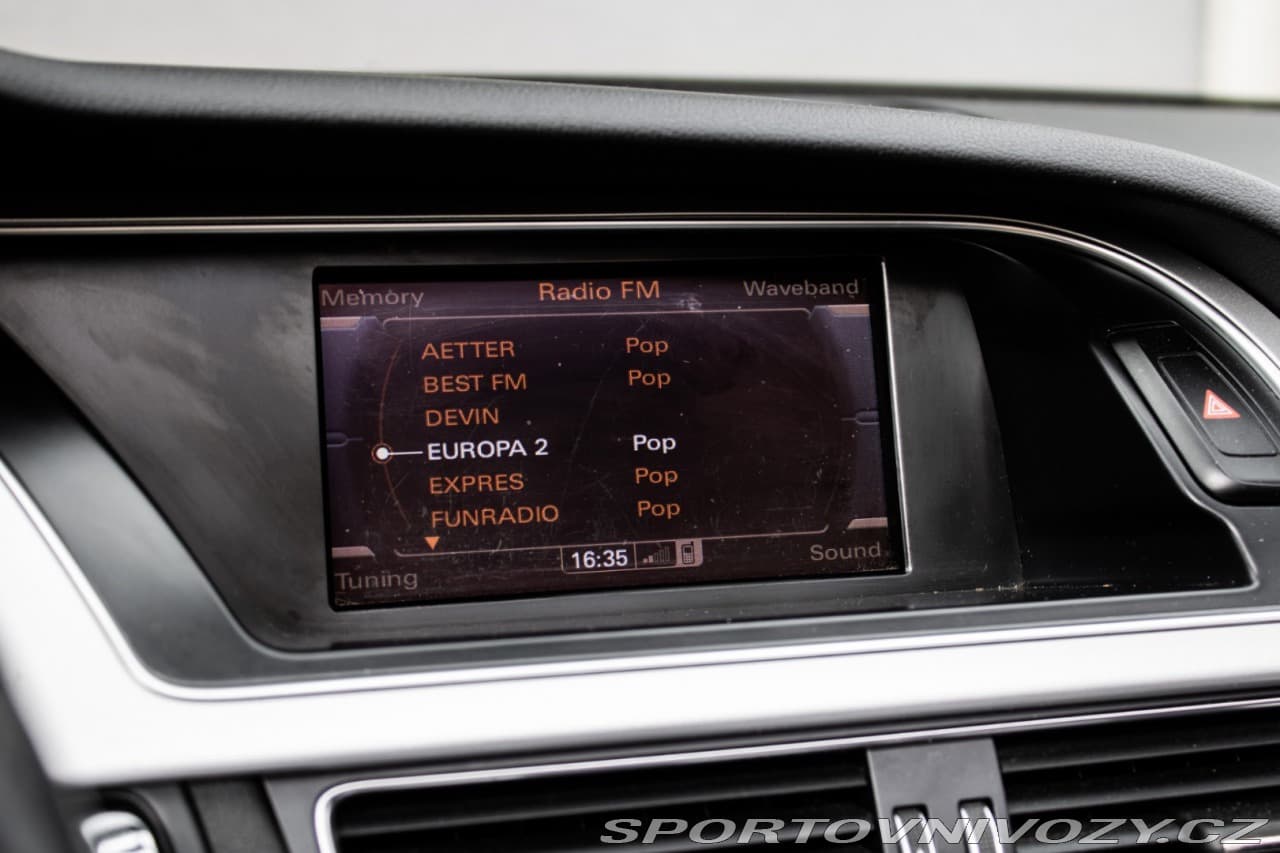 Memory Radio FM Waveband
AETTER Pop
BEST FM Pop
DEVIN
EUROPA 2 Pop
EXPRES Pop
FUNRADIO Pop
Tuning 16:35 Sound
SPORTOVNIVOZY.CZ